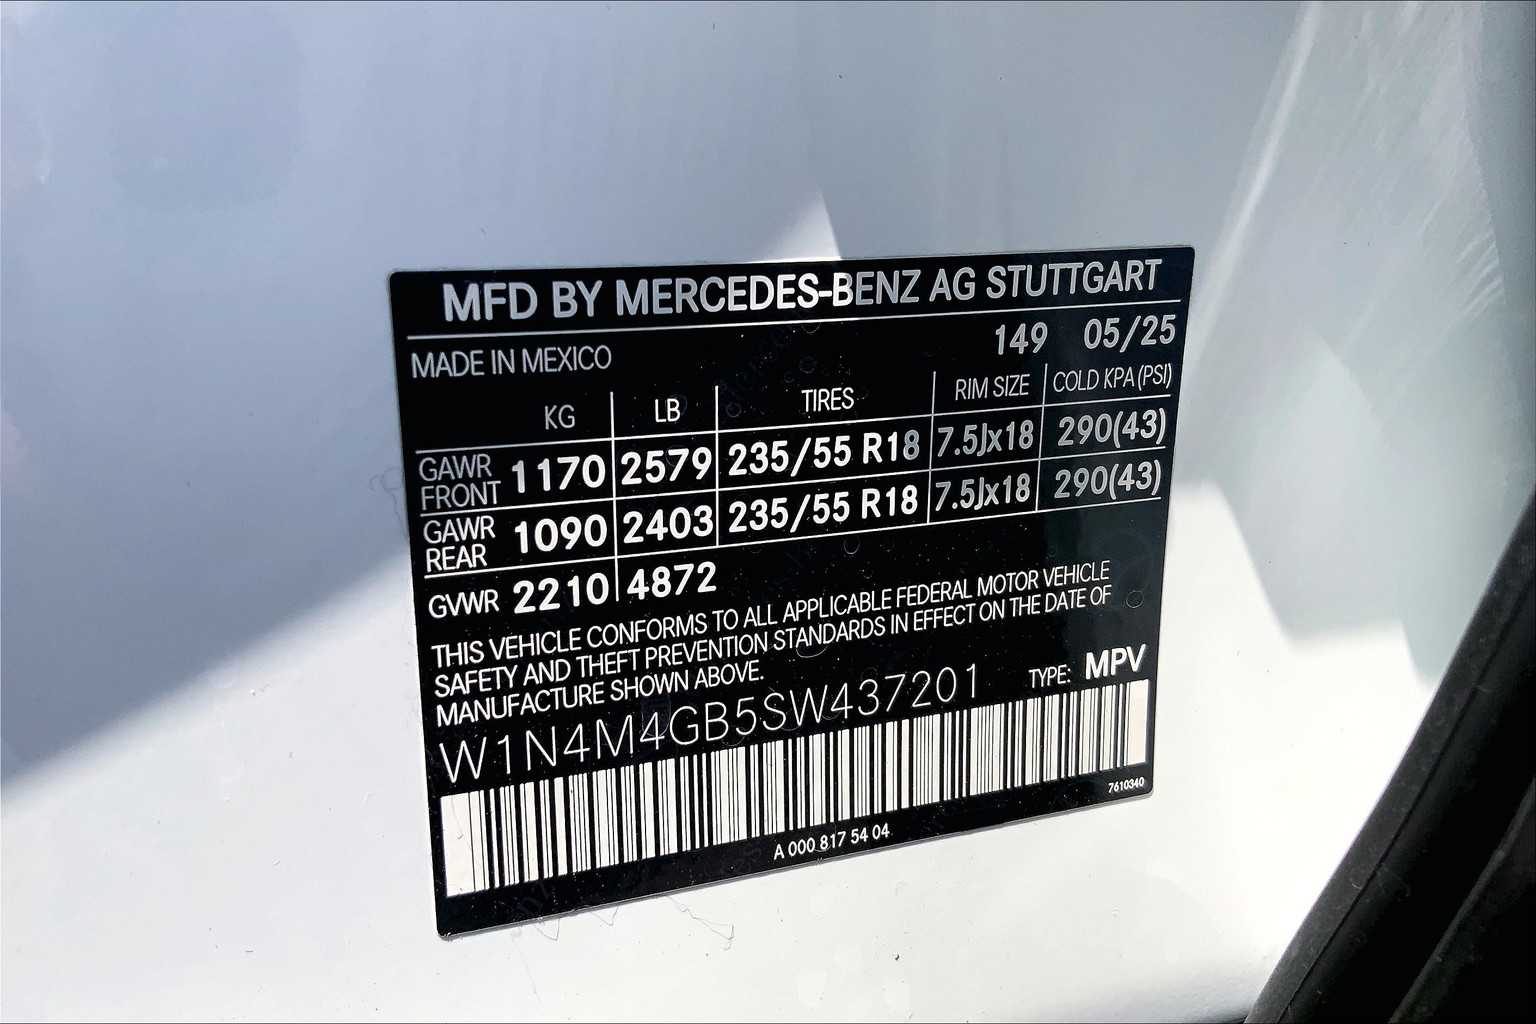 MFD BY MERCEDES-BENZ AG STUTTGART
149 05/25
MADE IN MEXICO
KG LB TIRES RIM SIZE COLD KPA (PSI)
GAWR FRONT 1170 2579 235/55 R18 7.5Jx18 290(43)
GAWR REAR 1090 2403 235/55 R18 7.5Jx18 290(43)
GVWR 2210 4872
THIS VEHICLE CONFORMS TO ALL APPLICABLE FEDERAL MOTOR VEHICLE
SAFETY AND THEFT PREVENTION STANDARDS IN EFFECT ON THE DATE OF
MANUFACTURE SHOWN ABOVE.
TYPE: MPV
W1N4M4GB5SW437201
7610340
A 000 817 54 04